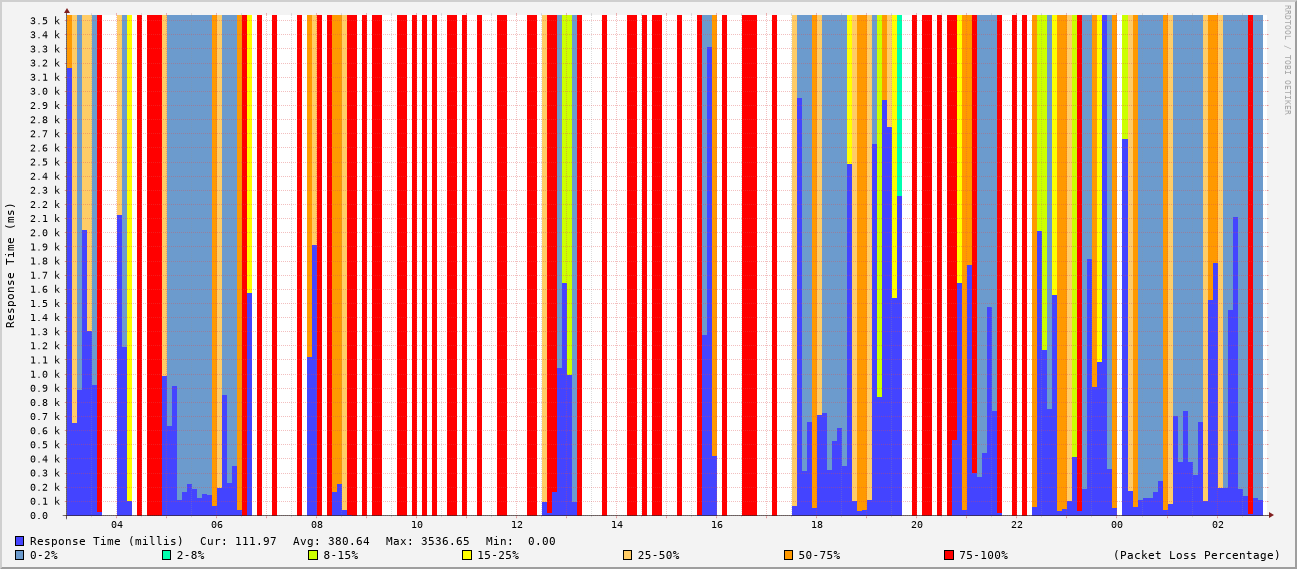 3.5 k
3.4 k
3.3 k
3.2 k
3.1 k
3.0 k
2.9 k
2.8 k
2.7 k
2.6 k
2.5 k
2.4 k
2.3 k
2.2 k
2.1 k
2.0 k
1.9 k
1.8 k
1.7 k
1.6 k
1.5 k
1.4 k
1.3 k
1.2 k
1.1 k
1.0 k
0.9 k
0.8 k
0.7 k
0.6 k
0.5 k
0.4 k
0.3 k
0.2 k
0.1 k
0.0
Response Time (ms)
RRDTOOL / TOBI OETIKER
04 06 08 10 12 14 16 18 20 22 00 02
Response Time (millis) Cur: 111.97 Avg: 380.64 Max: 3536.65 Min: 0.00
0-2% 2-8% 8-15% 15-25% 25-50% 50-75% 75-100% (Packet Loss Percentage)